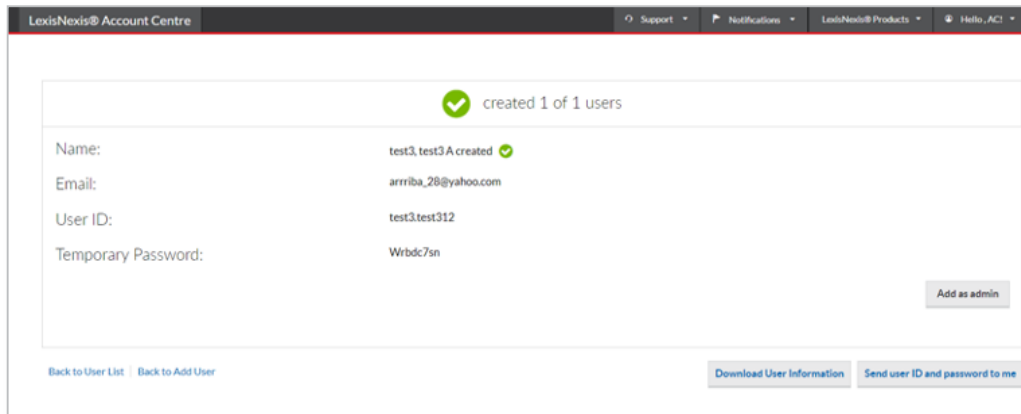 LexisNexis® Account Centre Support Notifications LexisNexis® Products Hello, AC!
created 1 of 1 users
Name: test3, test3 A created
Email: arrriba_28@yahoo.com
User ID: test3.test312
Temporary Password: Wrbdc7sn
Add as admin
Back to User List Back to Add User Download User Information Send user ID and password to me